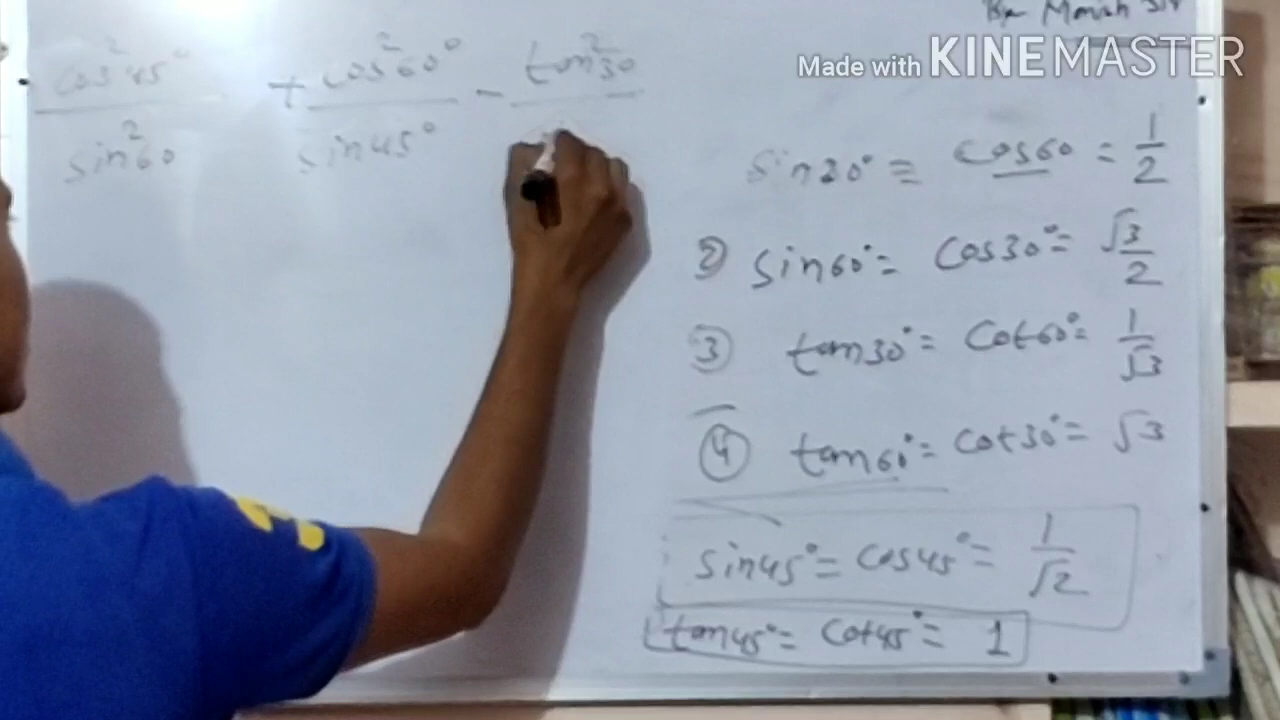 By Manish Sir
Made with KINEMASTER
cos²45° + cos²60° - tan²30
sin²60 sin45°
sin30° = cos60 = 1/2
2) sin60° = cos30° = √3/2
③ tan30° = cot60° = 1/√3
④ tan60° = cot30° = √3
sin45° = cos45° = 1/√2
tan45° = cot45° = 1